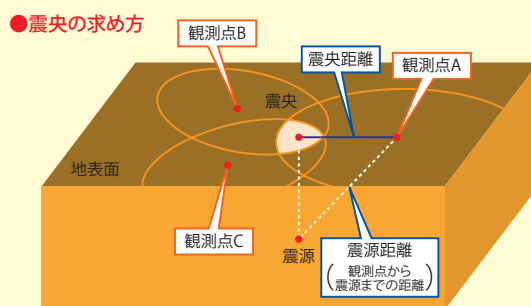 ●震央の求め方
観測点B
震央距離
観測点A
震央
地表面
観測点C
震源
震源距離
(観測点から
震源までの距離)